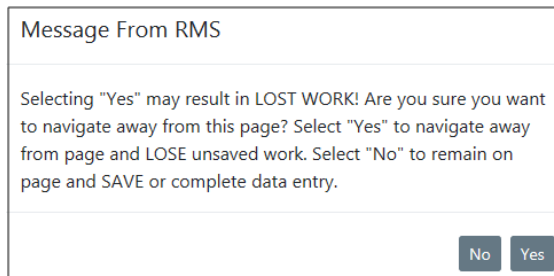 Message From RMS
Selecting "Yes" may result in LOST WORK! Are you sure you want
to navigate away from this page? Select "Yes" to navigate away
from page and LOSE unsaved work. Select "No" to remain on
page and SAVE or complete data entry.
No Yes